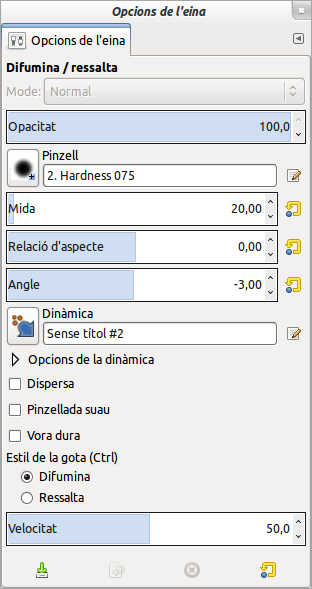 Opcions de l'eina
Opcions de l'eina
Difumina / ressalta
Mode: Normal
Opacitat 100,0
Pinzell
2. Hardness 075
Mida 20,00
Relació d'aspecte 0,00
Angle -3,00
Dinàmica
Sense títol #2
Opcions de la dinàmica
Dispersa
Pinzellada suau
Vora dura
Estil de la gota (Ctrl)
Difumina
Ressalta
Velocitat 50,0